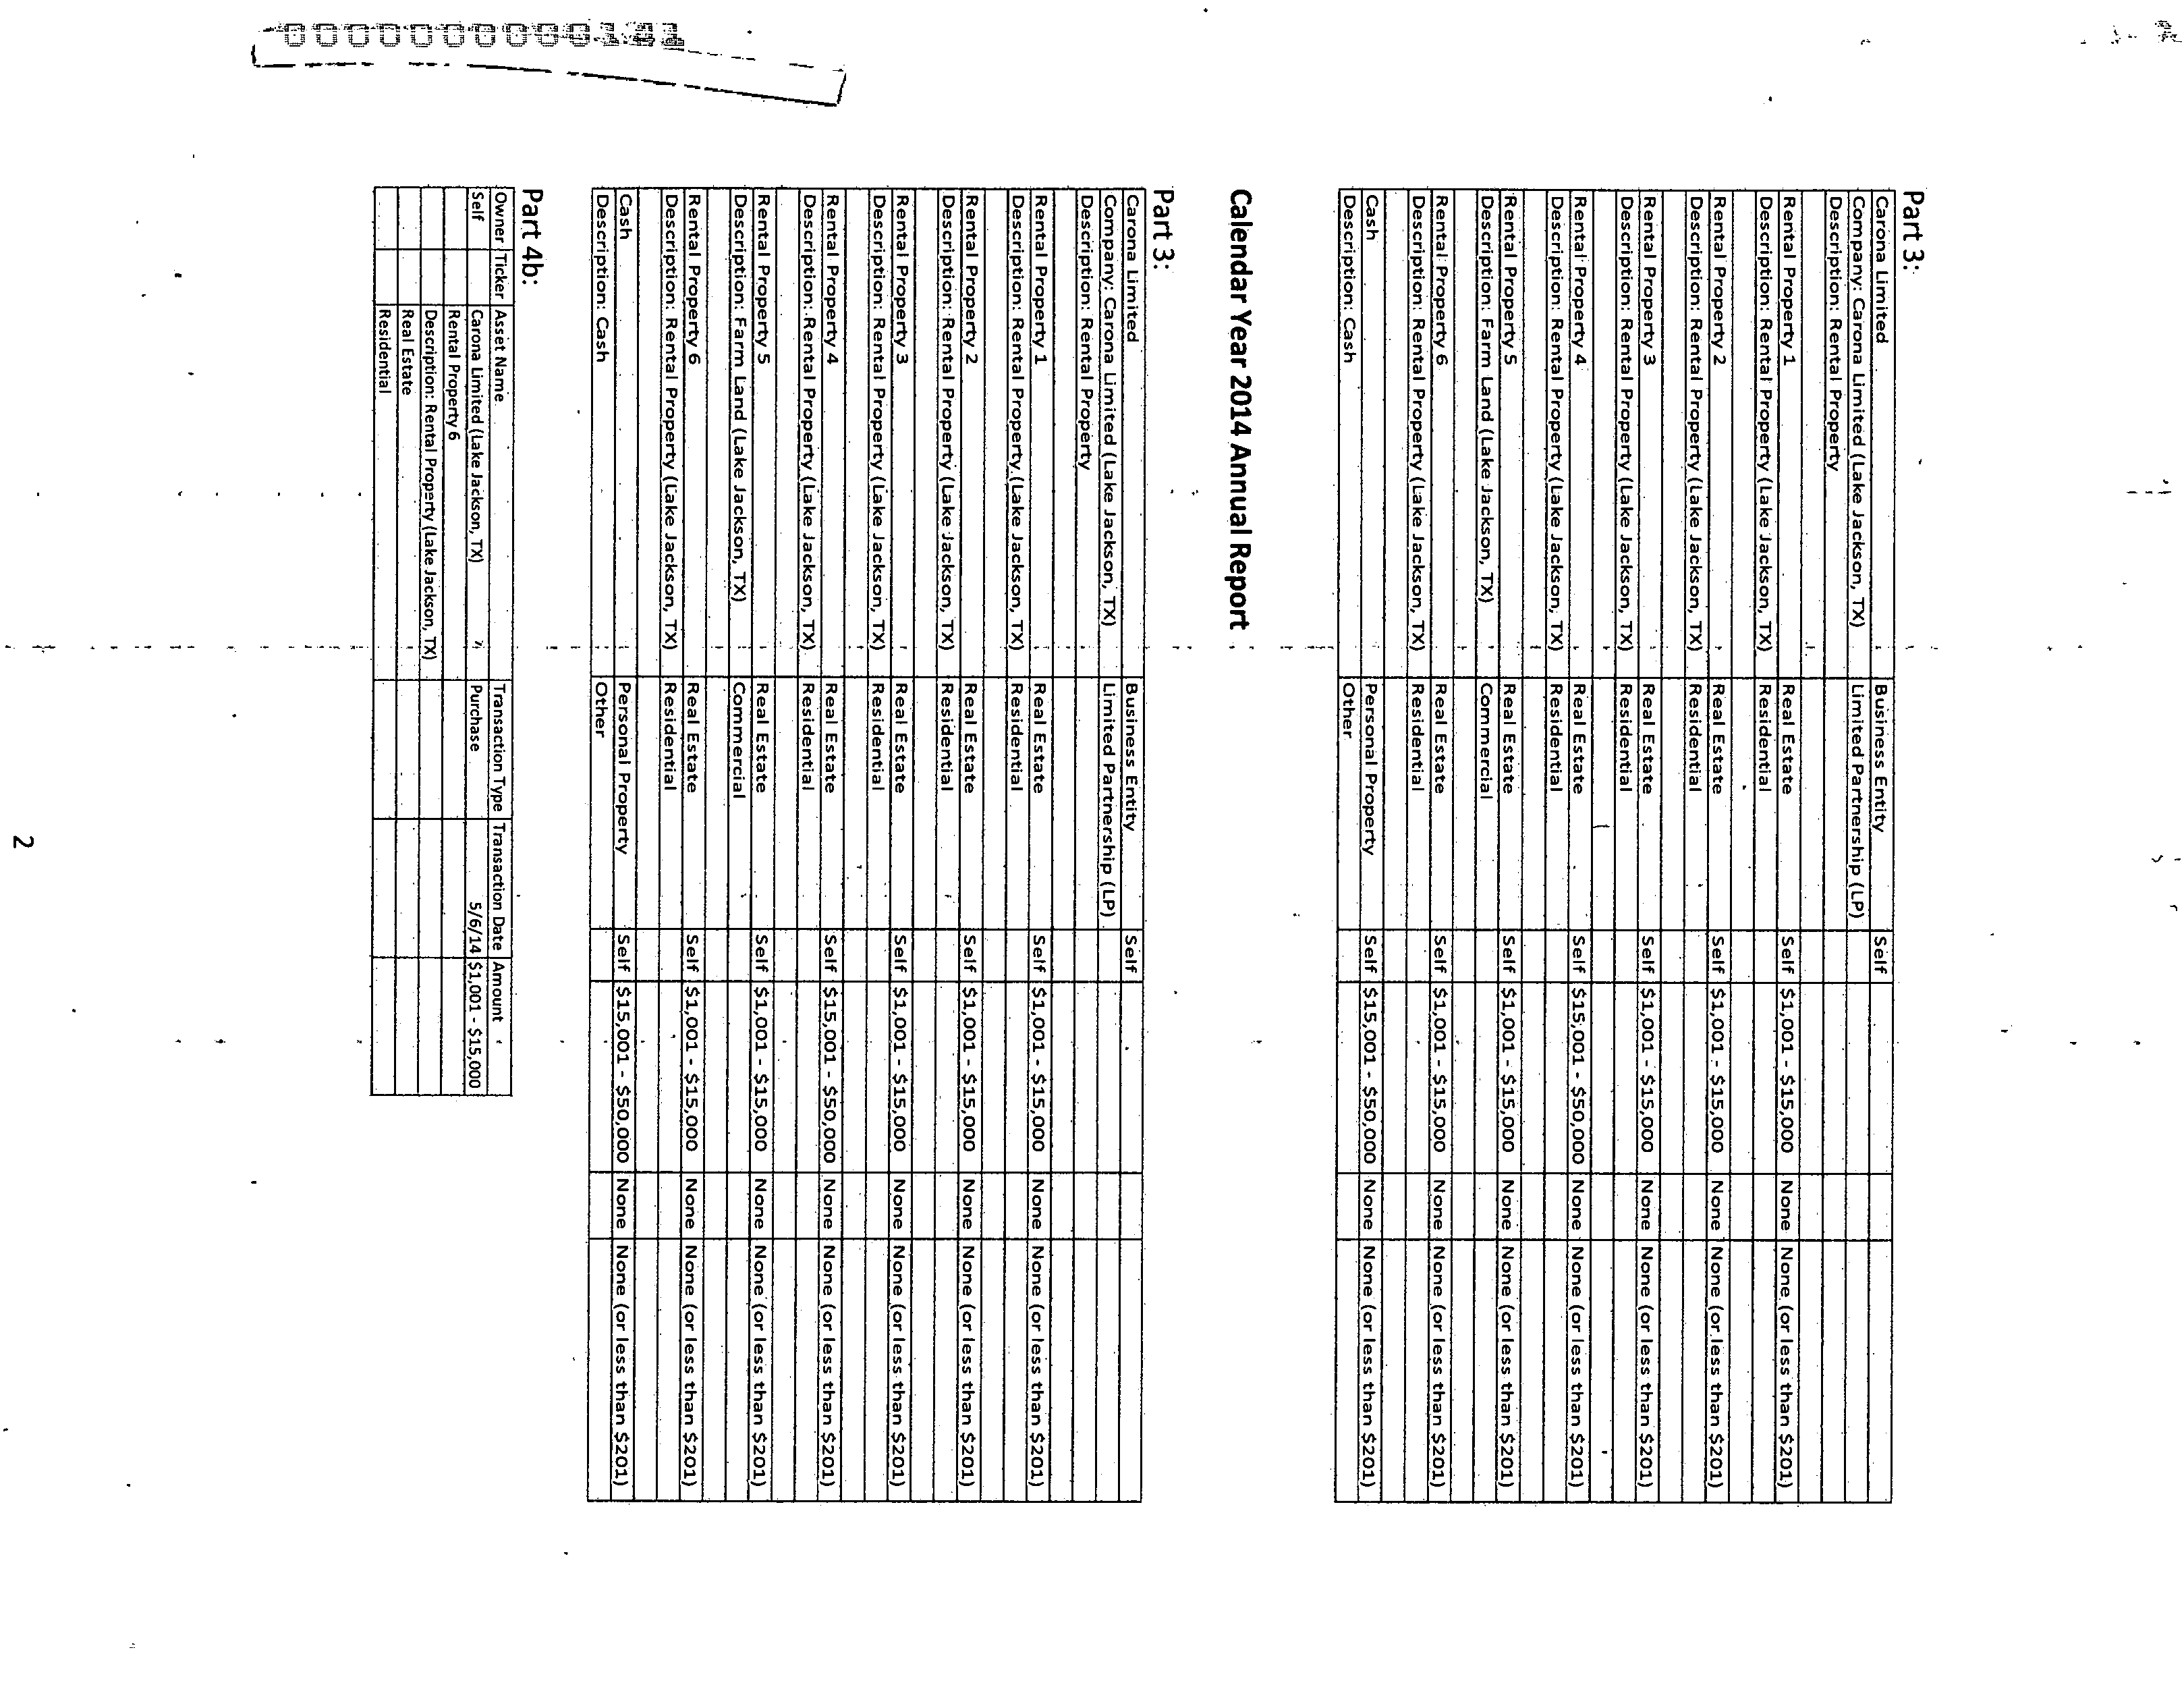 Part 3:
Carona Limited Business Entity Self
Company: Carona Limited (Lake Jackson, TX) Limited Partnership (LP)
Description: Rental Property
Rental Property 1 Real Estate Self $1,001 - $15,000 None None (or less than $201)
Description: Rental Property (Lake Jackson, TX) Residential
Rental Property 2 Real Estate Self $1,001 - $15,000 None None (or less than $201)
Description: Rental Property (Lake Jackson, TX) Residential
Rental Property 3 Real Estate Self $1,001 - $15,000 None None (or less than $201)
Description: Rental Property (Lake Jackson, TX) Residential
Rental Property 4 Real Estate Self $15,001 - $50,000 None None (or less than $201)
Description: Rental Property (Lake Jackson, TX) Residential
Rental Property 5 Real Estate Self $1,001 - $15,000 None None (or less than $201)
Description: Farm Land (Lake Jackson, TX) Commercial
Rental Property 6 Real Estate Self $1,001 - $15,000 None None (or less than $201)
Description: Rental Property (Lake Jackson, TX) Residential
Cash Personal Property Self $15,001 - $50,000 None None (or less than $201)
Description: Cash Other
Calendar Year 2014 Annual Report
Part 3:
Carona Limited Business Entity Self
Company: Carona Limited (Lake Jackson, TX) Limited Partnership (LP)
Description: Rental Property
Rental Property 1 Real Estate Self $1,001 - $15,000 None None (or less than $201)
Description: Rental Property (Lake Jackson, TX) Residential
Rental Property 2 Real Estate Self $1,001 - $15,000 None None (or less than $201)
Description: Rental Property (Lake Jackson, TX) Residential
Rental Property 3 Real Estate Self $1,001 - $15,000 None None (or less than $201)
Description: Rental Property (Lake Jackson, TX) Residential
Rental Property 4 Real Estate Self $15,001 - $50,000 None None (or less than $201)
Description: Rental Property (Lake Jackson, TX) Residential
Rental Property 5 Real Estate Self $1,001 - $15,000 None None (or less than $201)
Description: Farm Land (Lake Jackson, TX) Commercial
Rental Property 6 Real Estate Self $1,001 - $15,000 None None (or less than $201)
Description: Rental Property (Lake Jackson, TX) Residential
Cash Personal Property Self $15,001 - $50,000 None None (or less than $201)
Description: Cash Other
Part 4b:
Owner Ticker Asset Name Transaction Type Transaction Date Amount
Self Carona Limited (Lake Jackson, TX) Purchase 5/6/14 $1,001 - $15,000
Rental Property 6
Description: Rental Property (Lake Jackson, TX)
Real Estate
Residential
2